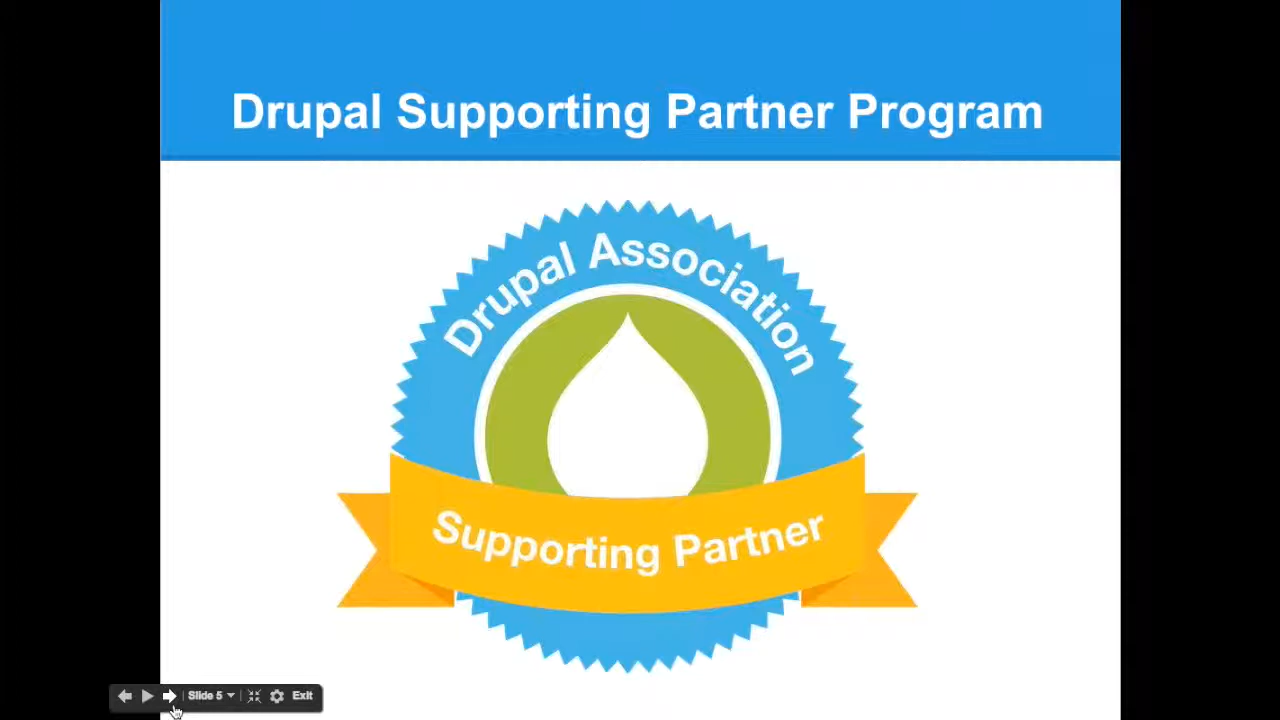 Drupal Supporting Partner Program
Drupal Association
Supporting Partner
Slide 5 Exit